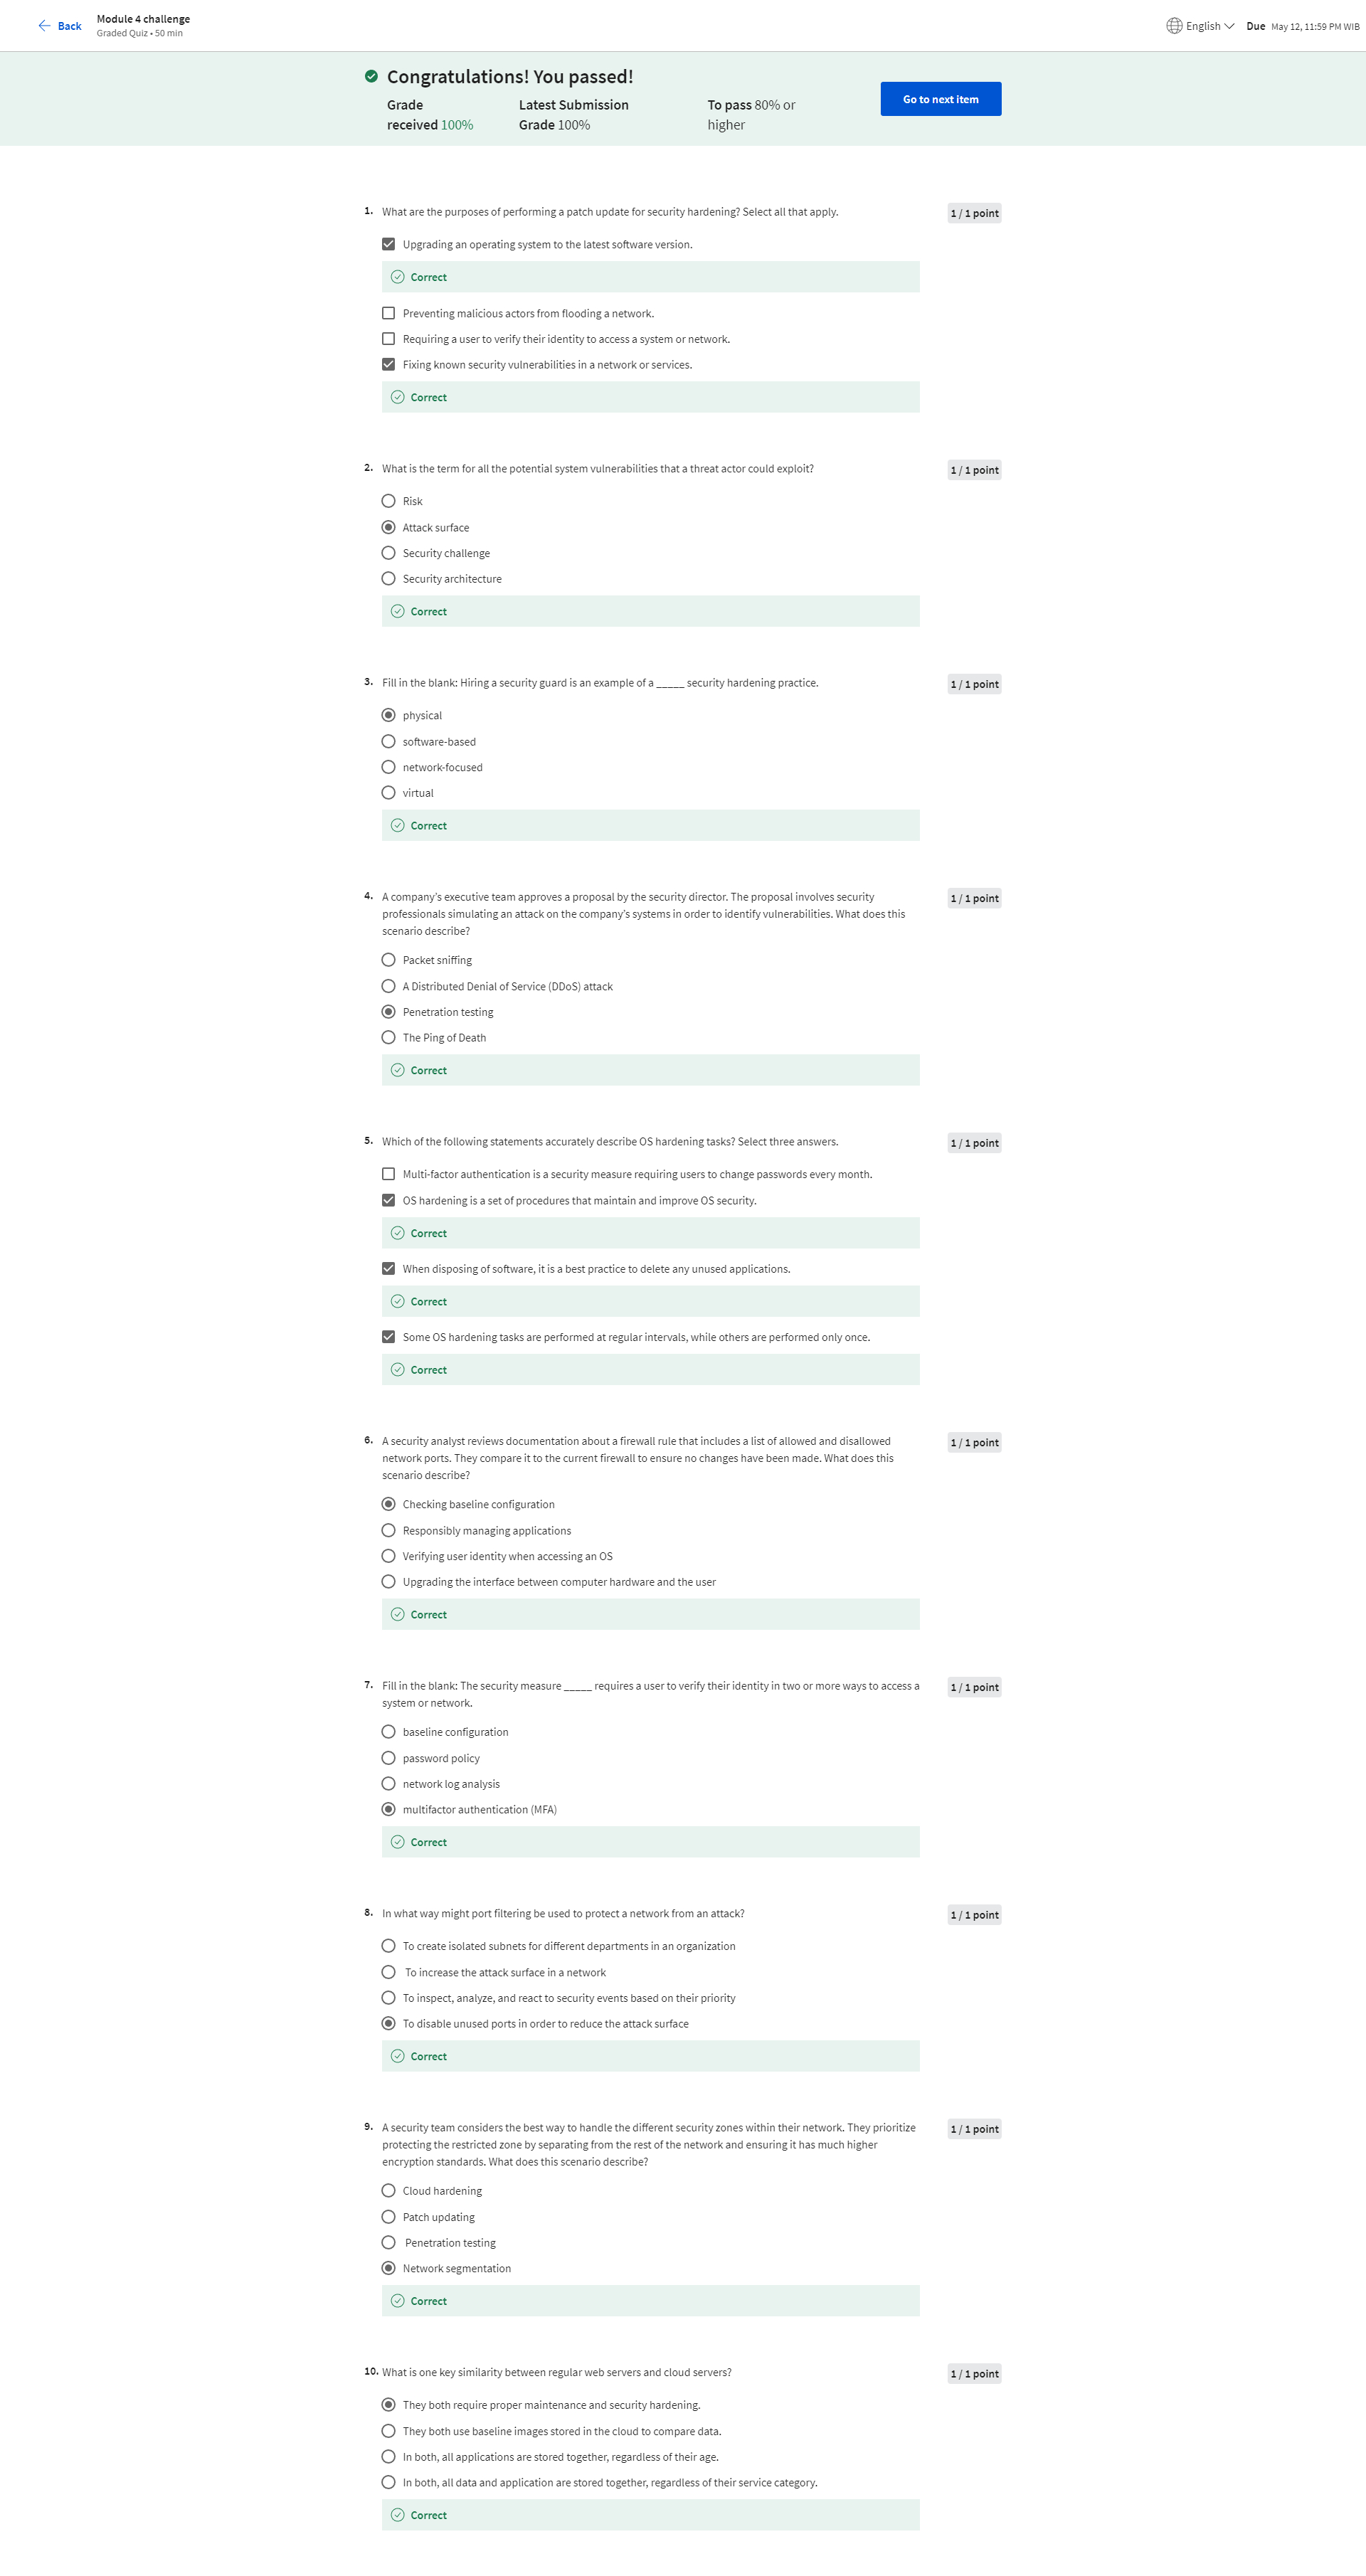 Back
Module 4 challenge
Graded Quiz • 50 min
English
Due May 12, 11:59 PM WIB
Congratulations! You passed!
Grade received 100%
Latest Submission Grade 100%
To pass 80% or higher
Go to next item
1. What are the purposes of performing a patch update for security hardening? Select all that apply.
1 / 1 point
Upgrading an operating system to the latest software version.
Correct
Preventing malicious actors from flooding a network.
Requiring a user to verify their identity to access a system or network.
Fixing known security vulnerabilities in a network or services.
Correct
2. What is the term for all the potential system vulnerabilities that a threat actor could exploit?
1 / 1 point
Risk
Attack surface
Security challenge
Security architecture
Correct
3. Fill in the blank: Hiring a security guard is an example of a _____ security hardening practice.
1 / 1 point
physical
software-based
network-focused
virtual
Correct
4. A company's executive team approves a proposal by the security director. The proposal involves security
professionals simulating an attack on the company's systems in order to identify vulnerabilities. What does this
scenario describe?
1 / 1 point
Packet sniffing
A Distributed Denial of Service (DDoS) attack
Penetration testing
The Ping of Death
Correct
5. Which of the following statements accurately describe OS hardening tasks? Select three answers.
1 / 1 point
Multi-factor authentication is a security measure requiring users to change passwords every month.
OS hardening is a set of procedures that maintain and improve OS security.
Correct
When disposing of software, it is a best practice to delete any unused applications.
Correct
Some OS hardening tasks are performed at regular intervals, while others are performed only once.
Correct
6. A security analyst reviews documentation about a firewall rule that includes a list of allowed and disallowed
network ports. They compare it to the current firewall to ensure no changes have been made. What does this
scenario describe?
1 / 1 point
Checking baseline configuration
Responsibly managing applications
Verifying user identity when accessing an OS
Upgrading the interface between computer hardware and the user
Correct
7. Fill in the blank: The security measure _____ requires a user to verify their identity in two or more ways to access a
system or network.
1 / 1 point
baseline configuration
password policy
network log analysis
multifactor authentication (MFA)
Correct
8. In what way might port filtering be used to protect a network from an attack?
1 / 1 point
To create isolated subnets for different departments in an organization
To increase the attack surface in a network
To inspect, analyze, and react to security events based on their priority
To disable unused ports in order to reduce the attack surface
Correct
9. A security team considers the best way to handle the different security zones within their network. They prioritize
protecting the restricted zone by separating from the rest of the network and ensuring it has much higher
encryption standards. What does this scenario describe?
1 / 1 point
Cloud hardening
Patch updating
Penetration testing
Network segmentation
Correct
10. What is one key similarity between regular web servers and cloud servers?
1 / 1 point
They both require proper maintenance and security hardening.
They both use baseline images stored in the cloud to compare data.
In both, all applications are stored together, regardless of their age.
In both, all data and application are stored together, regardless of their service category.
Correct